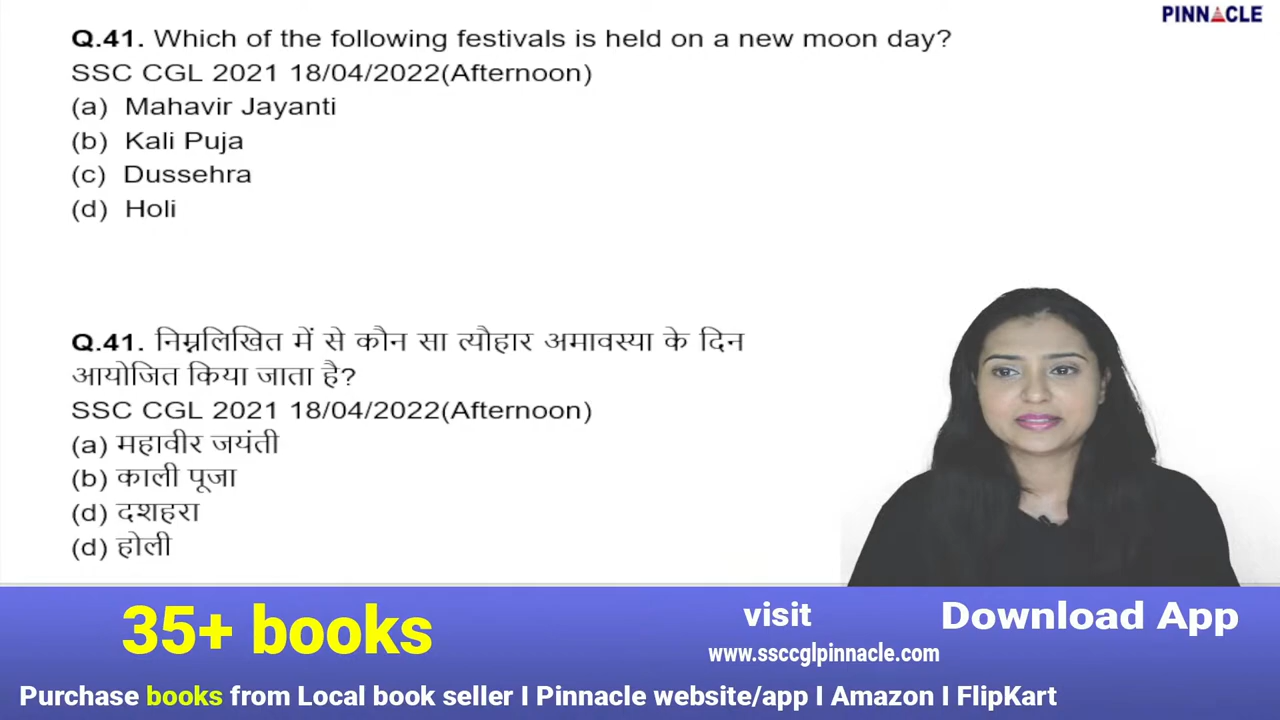 PINNACLE
Q.41. Which of the following festivals is held on a new moon day?
SSC CGL 2021 18/04/2022(Afternoon)
(a) Mahavir Jayanti
(b) Kali Puja
(c) Dussehra
(d) Holi
Q.41. निम्नलिखित में से कौन सा त्यौहार अमावस्या के दिन
आयोजित किया जाता है?
SSC CGL 2021 18/04/2022(Afternoon)
(a) महावीर जयंती
(b) काली पूजा
(d) दशहरा
(d) होली
35+ books
visit
www.ssccglpinnacle.com
Download App
Purchase books from Local book seller I Pinnacle website/app I Amazon I FlipKart